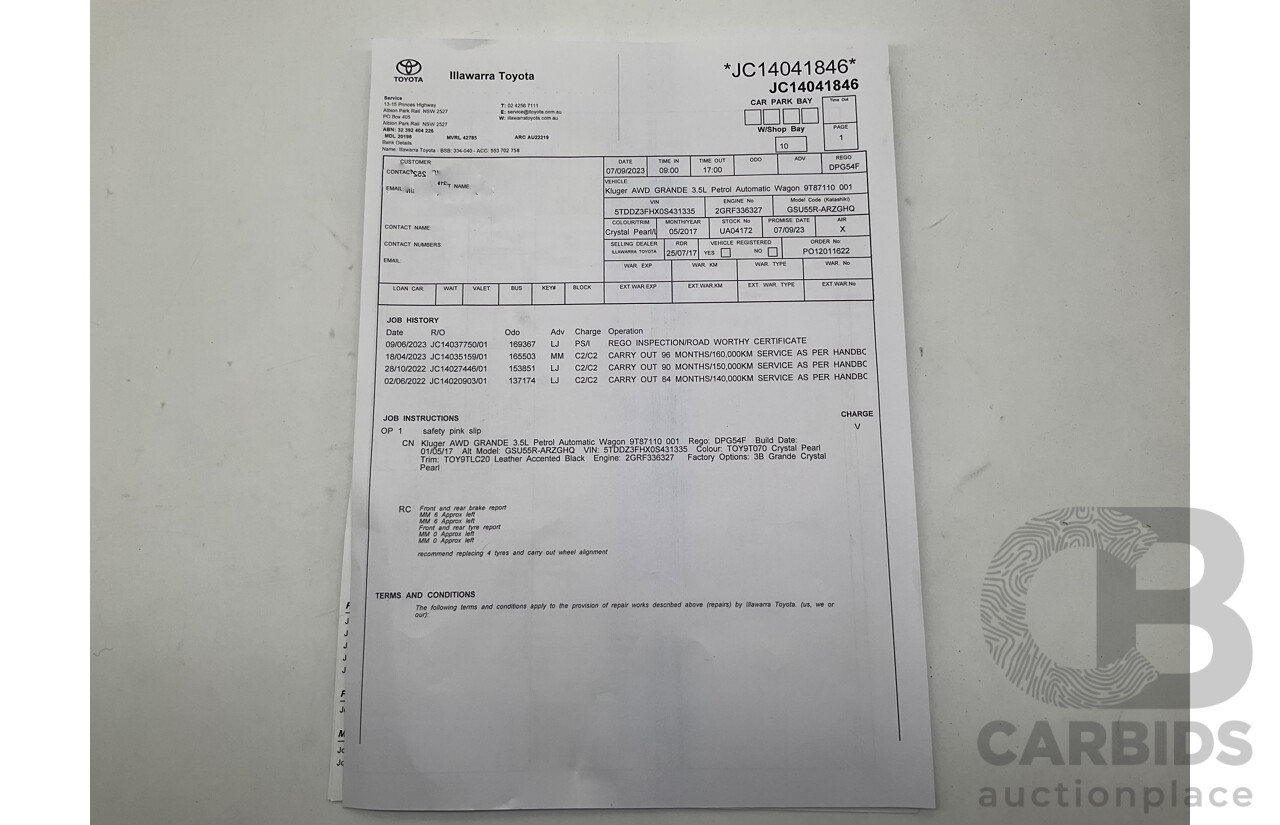 TOYOTA
Illawarra Toyota
*JC14041846*
JC14041846
Service
13-15 Princes Highway
Albion Park Rail NSW 2527
PO Box 405
Albion Park Rail NSW 2527
ABN: 32 392 404 226
MDL 20198 MVRL 42785 ARC AU22219
Bank Details
Name: Illawarra Toyota - BSB: 334-040 - ACC: 553 702 758
T: 02 4256 7111
E: service@itoyota.com.au
W: illawarratoyota.com.au
CAR PARK BAY
Time Out
W/Shop Bay
10
PAGE
1
CUSTOMER
CONTACT
EMAIL
NAME
CONTACT NAME:
CONTACT NUMBERS:
EMAIL:
DATE TIME IN TIME OUT ODO ADV REGO
07/09/2023 09:00 17:00 DPG54F
VEHICLE
Kluger AWD GRANDE 3.5L Petrol Automatic Wagon 9T87110 001
VIN ENGINE No Model Code (Katashiki)
5TDDZ3FHX0S431335 2GRF336327 GSU55R-ARZGHQ
COLOUR/TRIM MONTH/YEAR STOCK No PROMISE DATE AIR
Crystal Pearl/L 05/2017 UA04172 07/09/23 X
SELLING DEALER RDR VEHICLE REGISTERED ORDER No:
ILLAWARRA TOYOTA 25/07/17 YES NO PO12011622
WAR. EXP WAR. KM WAR. TYPE WAR. No
LOAN CAR WAIT VALET BUS KEY# BLOCK EXT.WAR.EXP EXT.WAR.KM EXT. WAR. TYPE EXT.WAR.No
JOB HISTORY
Date R/O Odo Adv Charge Operation
09/06/2023 JC14037750/01 169367 LJ PS/I REGO INSPECTION/ROAD WORTHY CERTIFICATE
18/04/2023 JC14035159/01 165503 MM C2/C2 CARRY OUT 96 MONTHS/160,000KM SERVICE AS PER HANDBC
28/10/2022 JC14027446/01 153851 LJ C2/C2 CARRY OUT 90 MONTHS/150,000KM SERVICE AS PER HANDBC
02/06/2022 JC14020903/01 137174 LJ C2/C2 CARRY OUT 84 MONTHS/140,000KM SERVICE AS PER HANDBC
JOB INSTRUCTIONS CHARGE
OP 1 safety pink slip V
CN Kluger AWD GRANDE 3.5L Petrol Automatic Wagon 9T87110 001 Rego: DPG54F Build Date:
01/05/17 Alt Model: GSU55R-ARZGHQ VIN: 5TDDZ3FHX0S431335 Colour: TOY9T070 Crystal Pearl
Trim: TOY9TLC20 Leather Accented Black Engine: 2GRF336327 Factory Options: 3B Grande Crystal
Pearl
RC Front and rear brake report
MM 6 Approx left
MM 6 Approx left
Front and rear tyre report
MM 0 Approx left
MM 0 Approx left
recommend replacing 4 tyres and carry out wheel alignment
TERMS AND CONDITIONS
The following terms and conditions apply to the provision of repair works described above (repairs) by Illawarra Toyota. (us, we or
our):
CB
CARBIDS
auctionplace